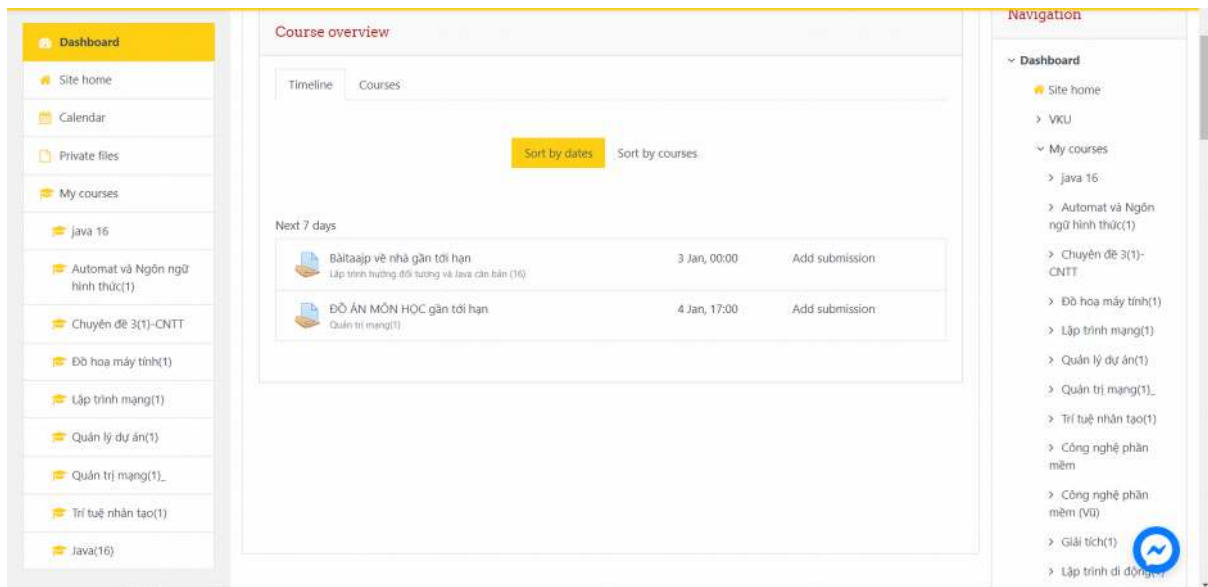 Dashboard
Site home
Calendar
Private files
My courses
java 16
Automat và Ngôn ngữ
hình thức(1)
Chuyên đề 3(1)-CNTT
Đồ hoạ máy tính(1)
Lập trình mạng(1)
Quản lý dự án(1)
Quản trị mạng(1)_
Trí tuệ nhân tạo(1)
Java(16)
Course overview
Timeline Courses
Sort by dates Sort by courses
Next 7 days
Bàitaajp về nhà gần tới hạn 3 Jan, 00:00 Add submission
Lập trình hướng đối tương và Java căn bản (16)
ĐỒ ÁN MÔN HỌC gần tới hạn 4 Jan, 17:00 Add submission
Quản trị mạng(1)
Navigation
Dashboard
Site home
VKU
My courses
java 16
Automat và Ngôn
ngữ hình thức(1)
Chuyên đề 3(1)-
CNTT
Đồ hoạ máy tính(1)
Lập trình mạng(1)
Quản lý dự án(1)
Quản trị mạng(1)_
Trí tuệ nhân tạo(1)
Công nghệ phần
mềm
Công nghệ phần
mềm (Vũ)
Giải tích(1)
Lập trình di động